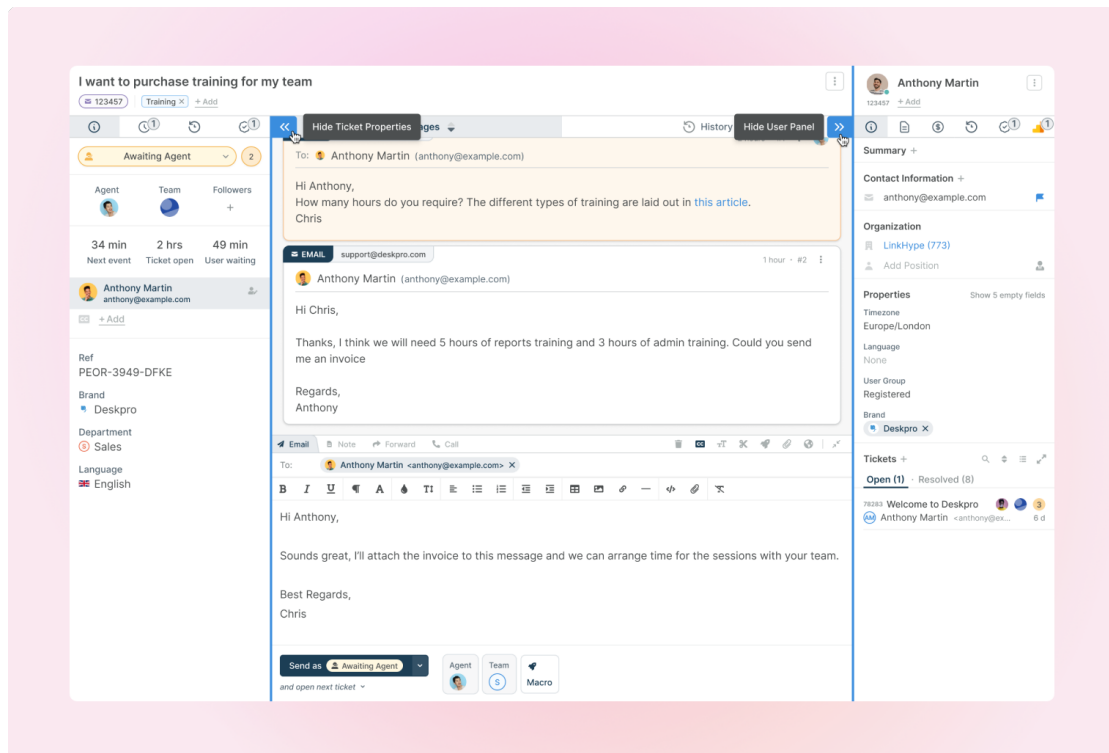 I want to purchase training for my team
123457
Training ×
+ Add
1
1
Awaiting Agent
2
Agent
Team
Followers
+
34 min
2 hrs
49 min
Next event
Ticket open
User waiting
Anthony Martin
anthony@example.com
CC
+ Add
Ref
PEOR-3949-DFKE
Brand
Deskpro
Department
S Sales
Language
English
Hide Ticket Properties
History
Hide User Panel
To: Anthony Martin (anthony@example.com)
Hi Anthony,
How many hours do you require? The different types of training are laid out in this article.
Chris
EMAIL
support@deskpro.com
1 hour · #2
Anthony Martin (anthony@example.com)
Hi Chris,
Thanks, I think we will need 5 hours of reports training and 3 hours of admin training. Could you send
me an invoice
Regards,
Anthony
Email
Note
Forward
Call
CC
To: Anthony Martin <anthony@example.com> ×
B I U
Hi Anthony,
Sounds great, I'll attach the invoice to this message and we can arrange time for the sessions with your team.
Best Regards,
Chris
Send as Awaiting Agent
and open next ticket
Agent
Team
S
Macro
Anthony Martin
123457
+ Add
1
1
Summary +
Contact Information +
anthony@example.com
Organization
LinkHype (773)
Add Position
Properties
Show 5 empty fields
Timezone
Europe/London
Language
None
User Group
Registered
Brand
Deskpro ×
Tickets +
Open (1) · Resolved (8)
78283 Welcome to Deskpro
3
AM Anthony Martin <anthony@ex...
6 d